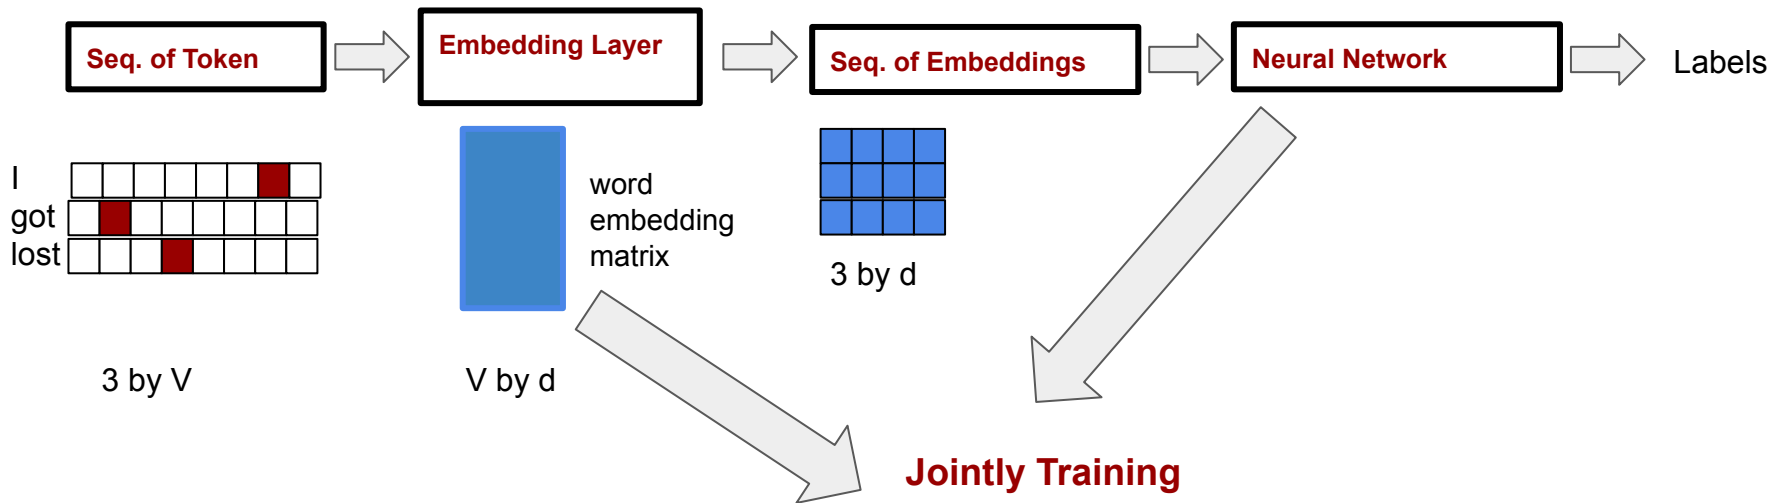 Seq. of Token
Embedding Layer
Seq. of Embeddings
Neural Network
Labels
I
got
lost
word
embedding
matrix
3 by d
3 by V
V by d
Jointly Training